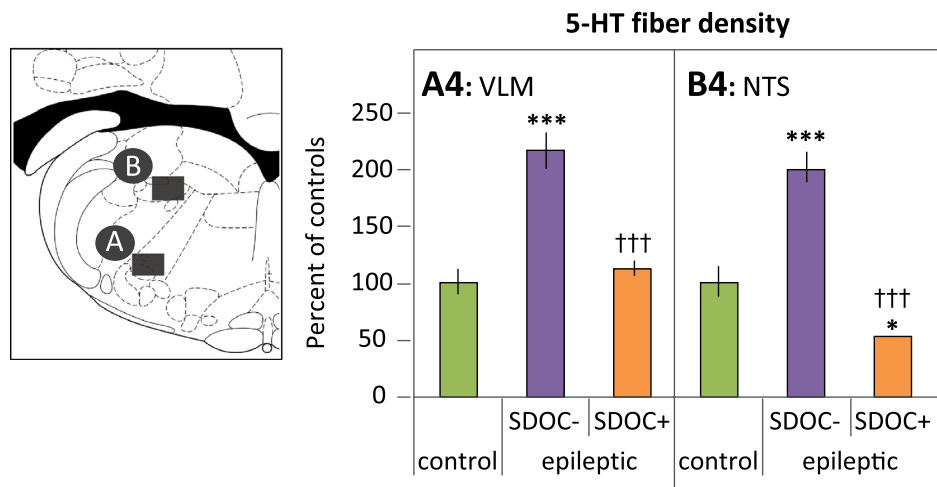 5-HT fiber density
A4: VLM
B4: NTS
B
A
Percent of controls
250
200
150
100
50
0
***
†††
***
†††
*
SDOC-
SDOC+
SDOC-
SDOC+
control
epileptic
control
epileptic